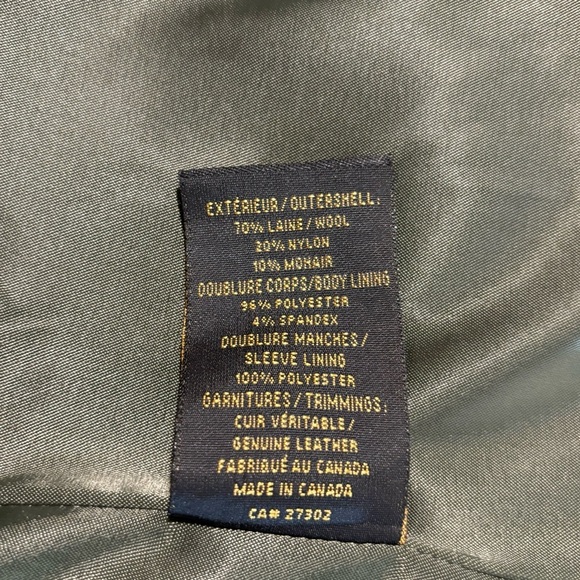 EXTÉRIEUR/OUTERSHELL:
70% LAINE/WOOL
20% NYLON
10% MOHAIR
DOUBLURE CORPS/BODY LINING
96% POLYESTER
4% SPANDEX
DOUBLURE MANCHES/
SLEEVE LINING
100% POLYESTER
GARNITURES/TRIMMINGS:
CUIR VÉRITABLE/
GENUINE LEATHER
FABRIQUÉ AU CANADA
MADE IN CANADA
CA# 27302